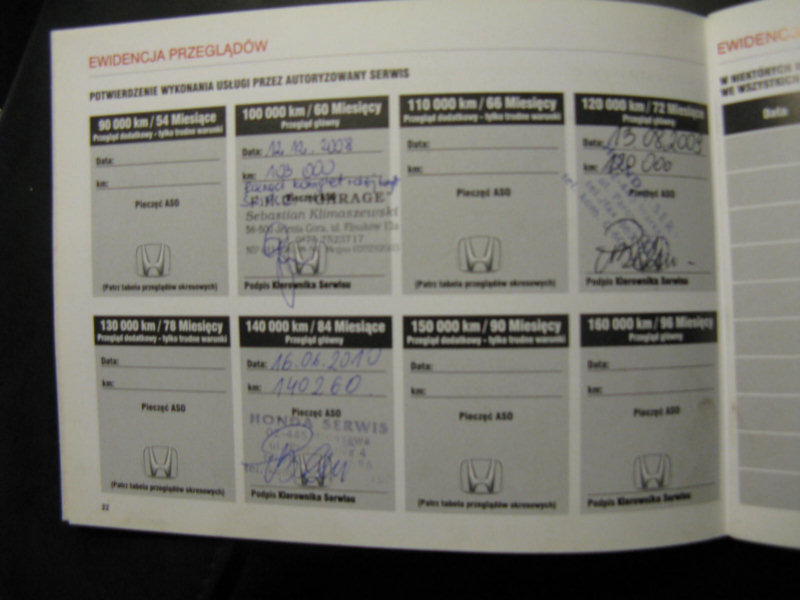 EWIDENCJA PRZEGLĄDÓW
POTWIERDZENIE WYKONANIA USŁUGI PRZEZ AUTORYZOWANY SERWIS
90 000 km / 54 Miesiące
Przegląd dodatkowy - tylko trudne warunki
Data:
km:
Pieczęć ASO
(Patrz tabela przeglądów okresowych)
100 000 km / 60 Miesięcy
Przegląd główny
Data: 12.12.2008
km: 103 000
Pieczęć ASO
"GARAGE"
Sebastian Klimaszewski
Podpis Kierownika Serwisu
110 000 km / 66 Miesięcy
Przegląd dodatkowy - tylko trudne warunki
Data:
km:
Pieczęć ASO
(Patrz tabela przeglądów okresowych)
120 000 km / 72 Miesiące
Przegląd główny
Data: 13 08.2009
km: 120 000
Pieczęć ASO
Podpis Kierownika Serwisu
130 000 km / 78 Miesięcy
Przegląd dodatkowy - tylko trudne warunki
Data:
km:
Pieczęć ASO
(Patrz tabela przeglądów okresowych)
140 000 km / 84 Miesiące
Przegląd główny
Data: 16.06.2010
km: 140260
Pieczęć ASO
HONDA SERWIS
Podpis Kierownika Serwisu
150 000 km / 90 Miesięcy
Przegląd dodatkowy - tylko trudne warunki
Data:
km:
Pieczęć ASO
(Patrz tabela przeglądów okresowych)
160 000 km / 96 Miesięcy
Przegląd główny
Data:
km:
Pieczęć ASO
Podpis Kierownika Serwisu
22
W NIEKTÓRYCH
WE WSZYSTKICH
Data: